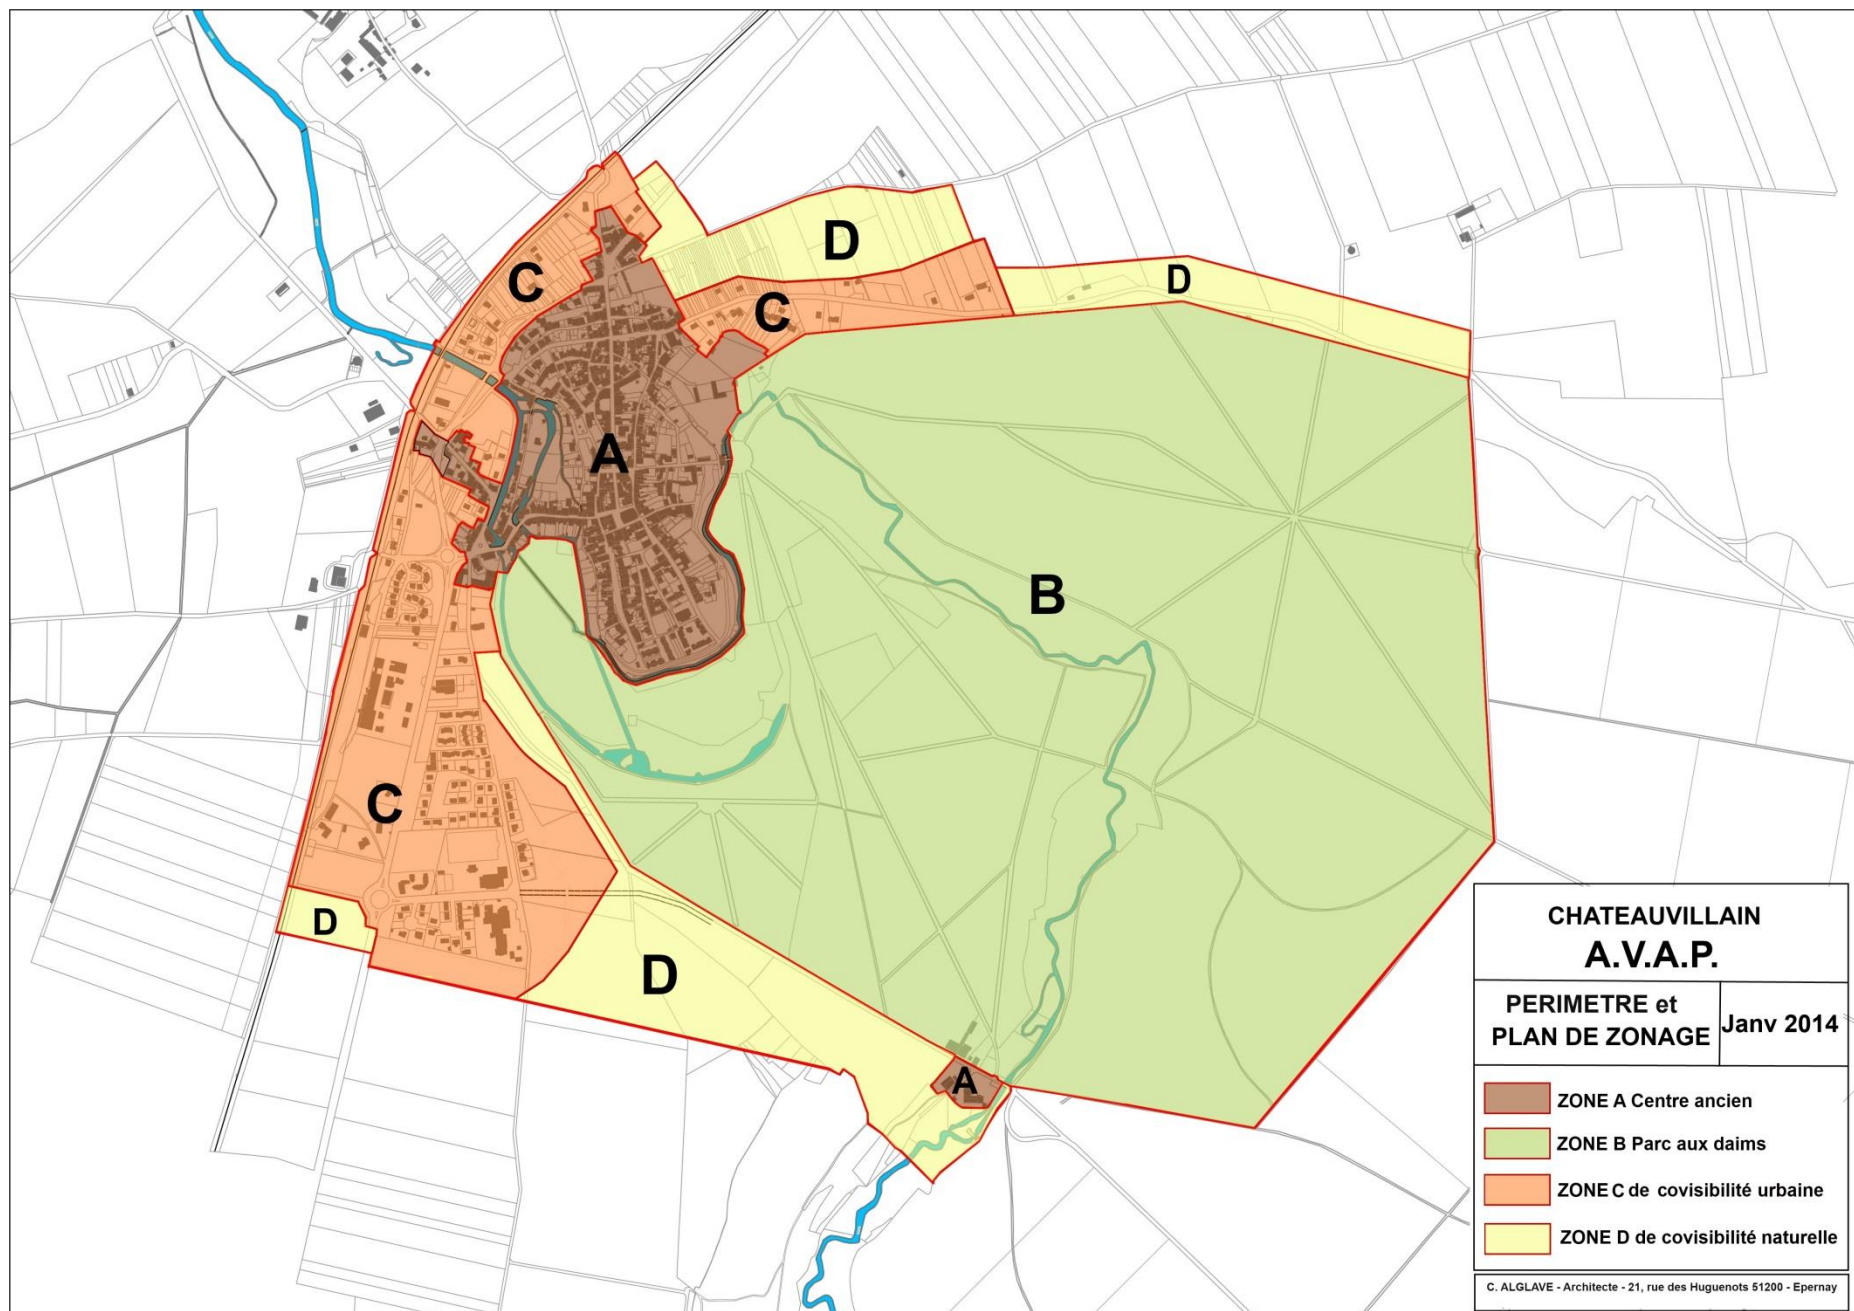 D
D
C
C
A
B
C
D
D
A
CHATEAUVILLAIN
A.V.A.P.
PERIMETRE et
PLAN DE ZONAGE
Janv 2014
ZONE A Centre ancien
ZONE B Parc aux daims
ZONE C de covisibilité urbaine
ZONE D de covisibilité naturelle
C. ALGLAVE - Architecte - 21, rue des Huguenots 51200 - Epernay